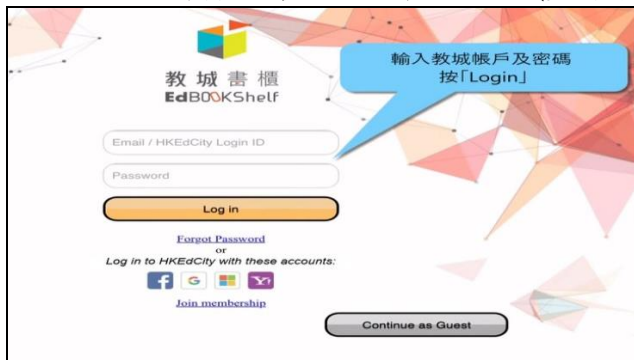 教城書櫃
EdBOOKShelf
輸入教城帳戶及密碼
按「Login」
Email / HKEdCity Login ID
Password
Log in
Forgot Password
or
Log in to HKEdCity with these accounts:
Join membership
Continue as Guest